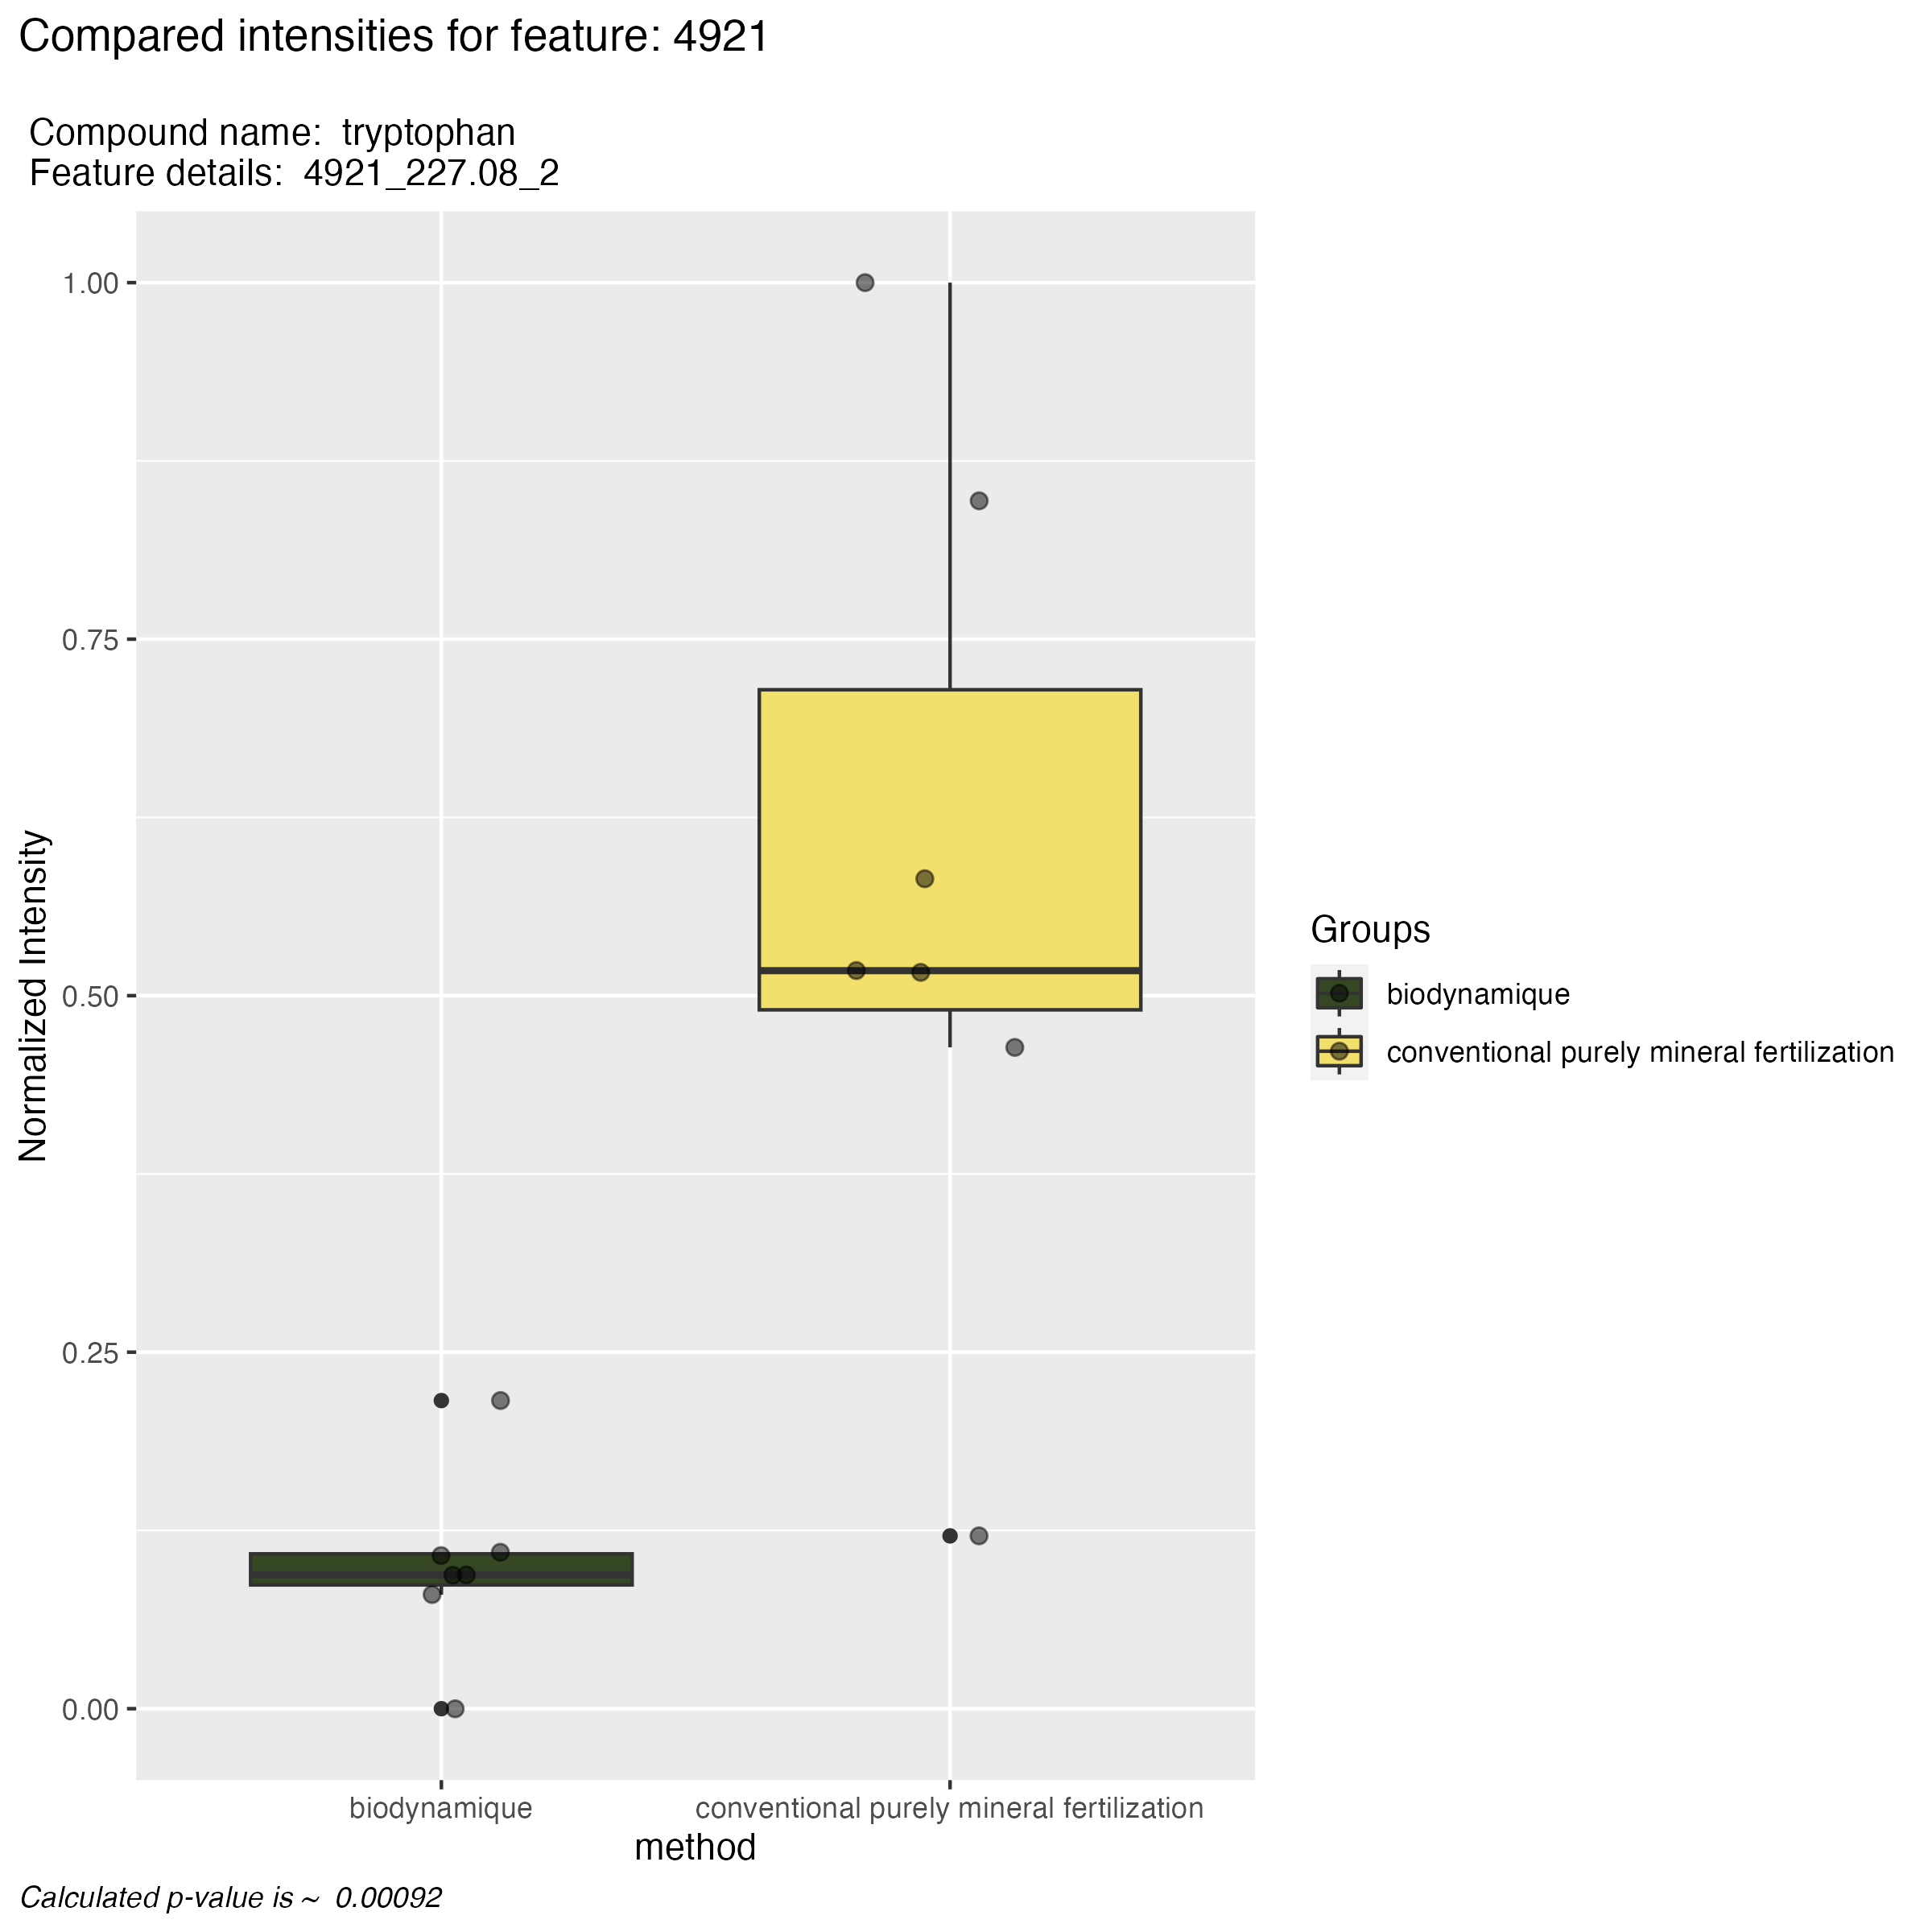 Compared intensities for feature: 4921
Compound name: tryptophan
Feature details: 4921_227.08_2
Normalized Intensity
1.00
0.75
0.50
0.25
0.00
biodynamique
conventional purely mineral fertilization
method
Groups
biodynamique
conventional purely mineral fertilization
Calculated p-value is ~ 0.00092